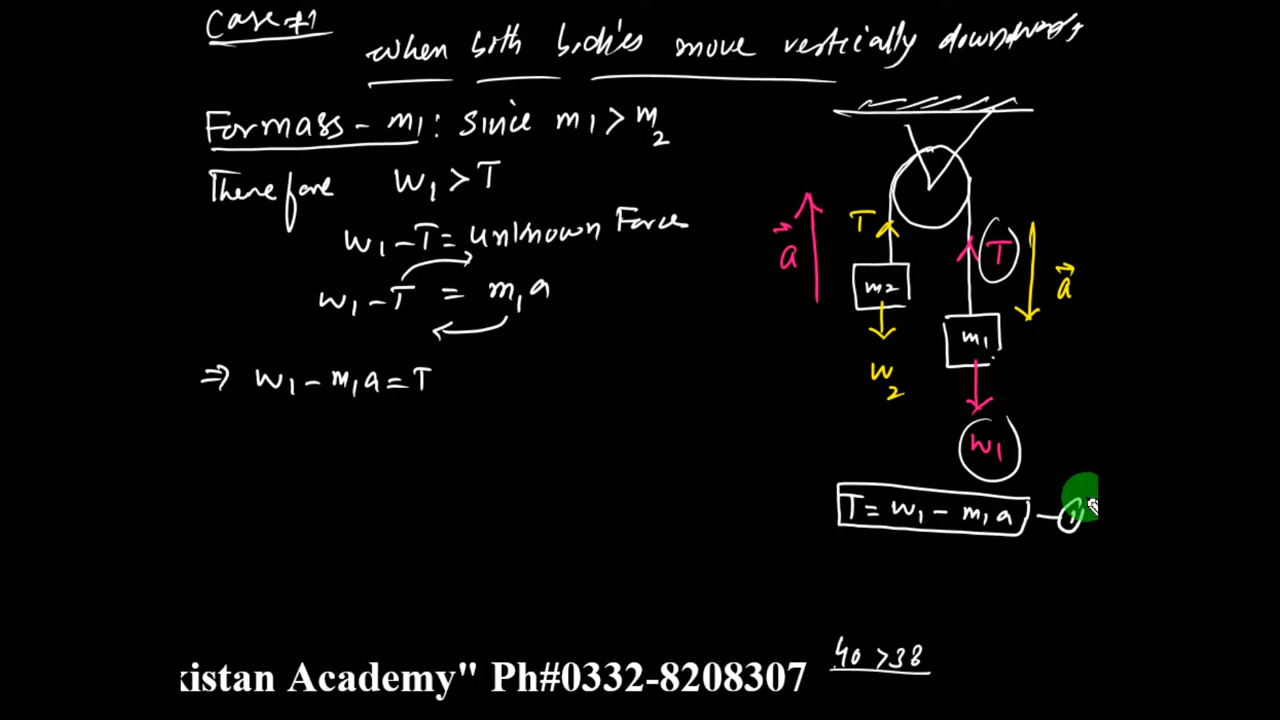 Case #1
when both bodies move vertically downwards
For mass - m1: since m1 > m2
Therefore w1 > T
w1 - T = unknown Force
w1 - T = m1a
⇒ w1 - m1a = T
T
T
a
a
m2
m1
w2
w1
T = w1 - m1a
40 > 38
kistan Academy" Ph#0332-8208307